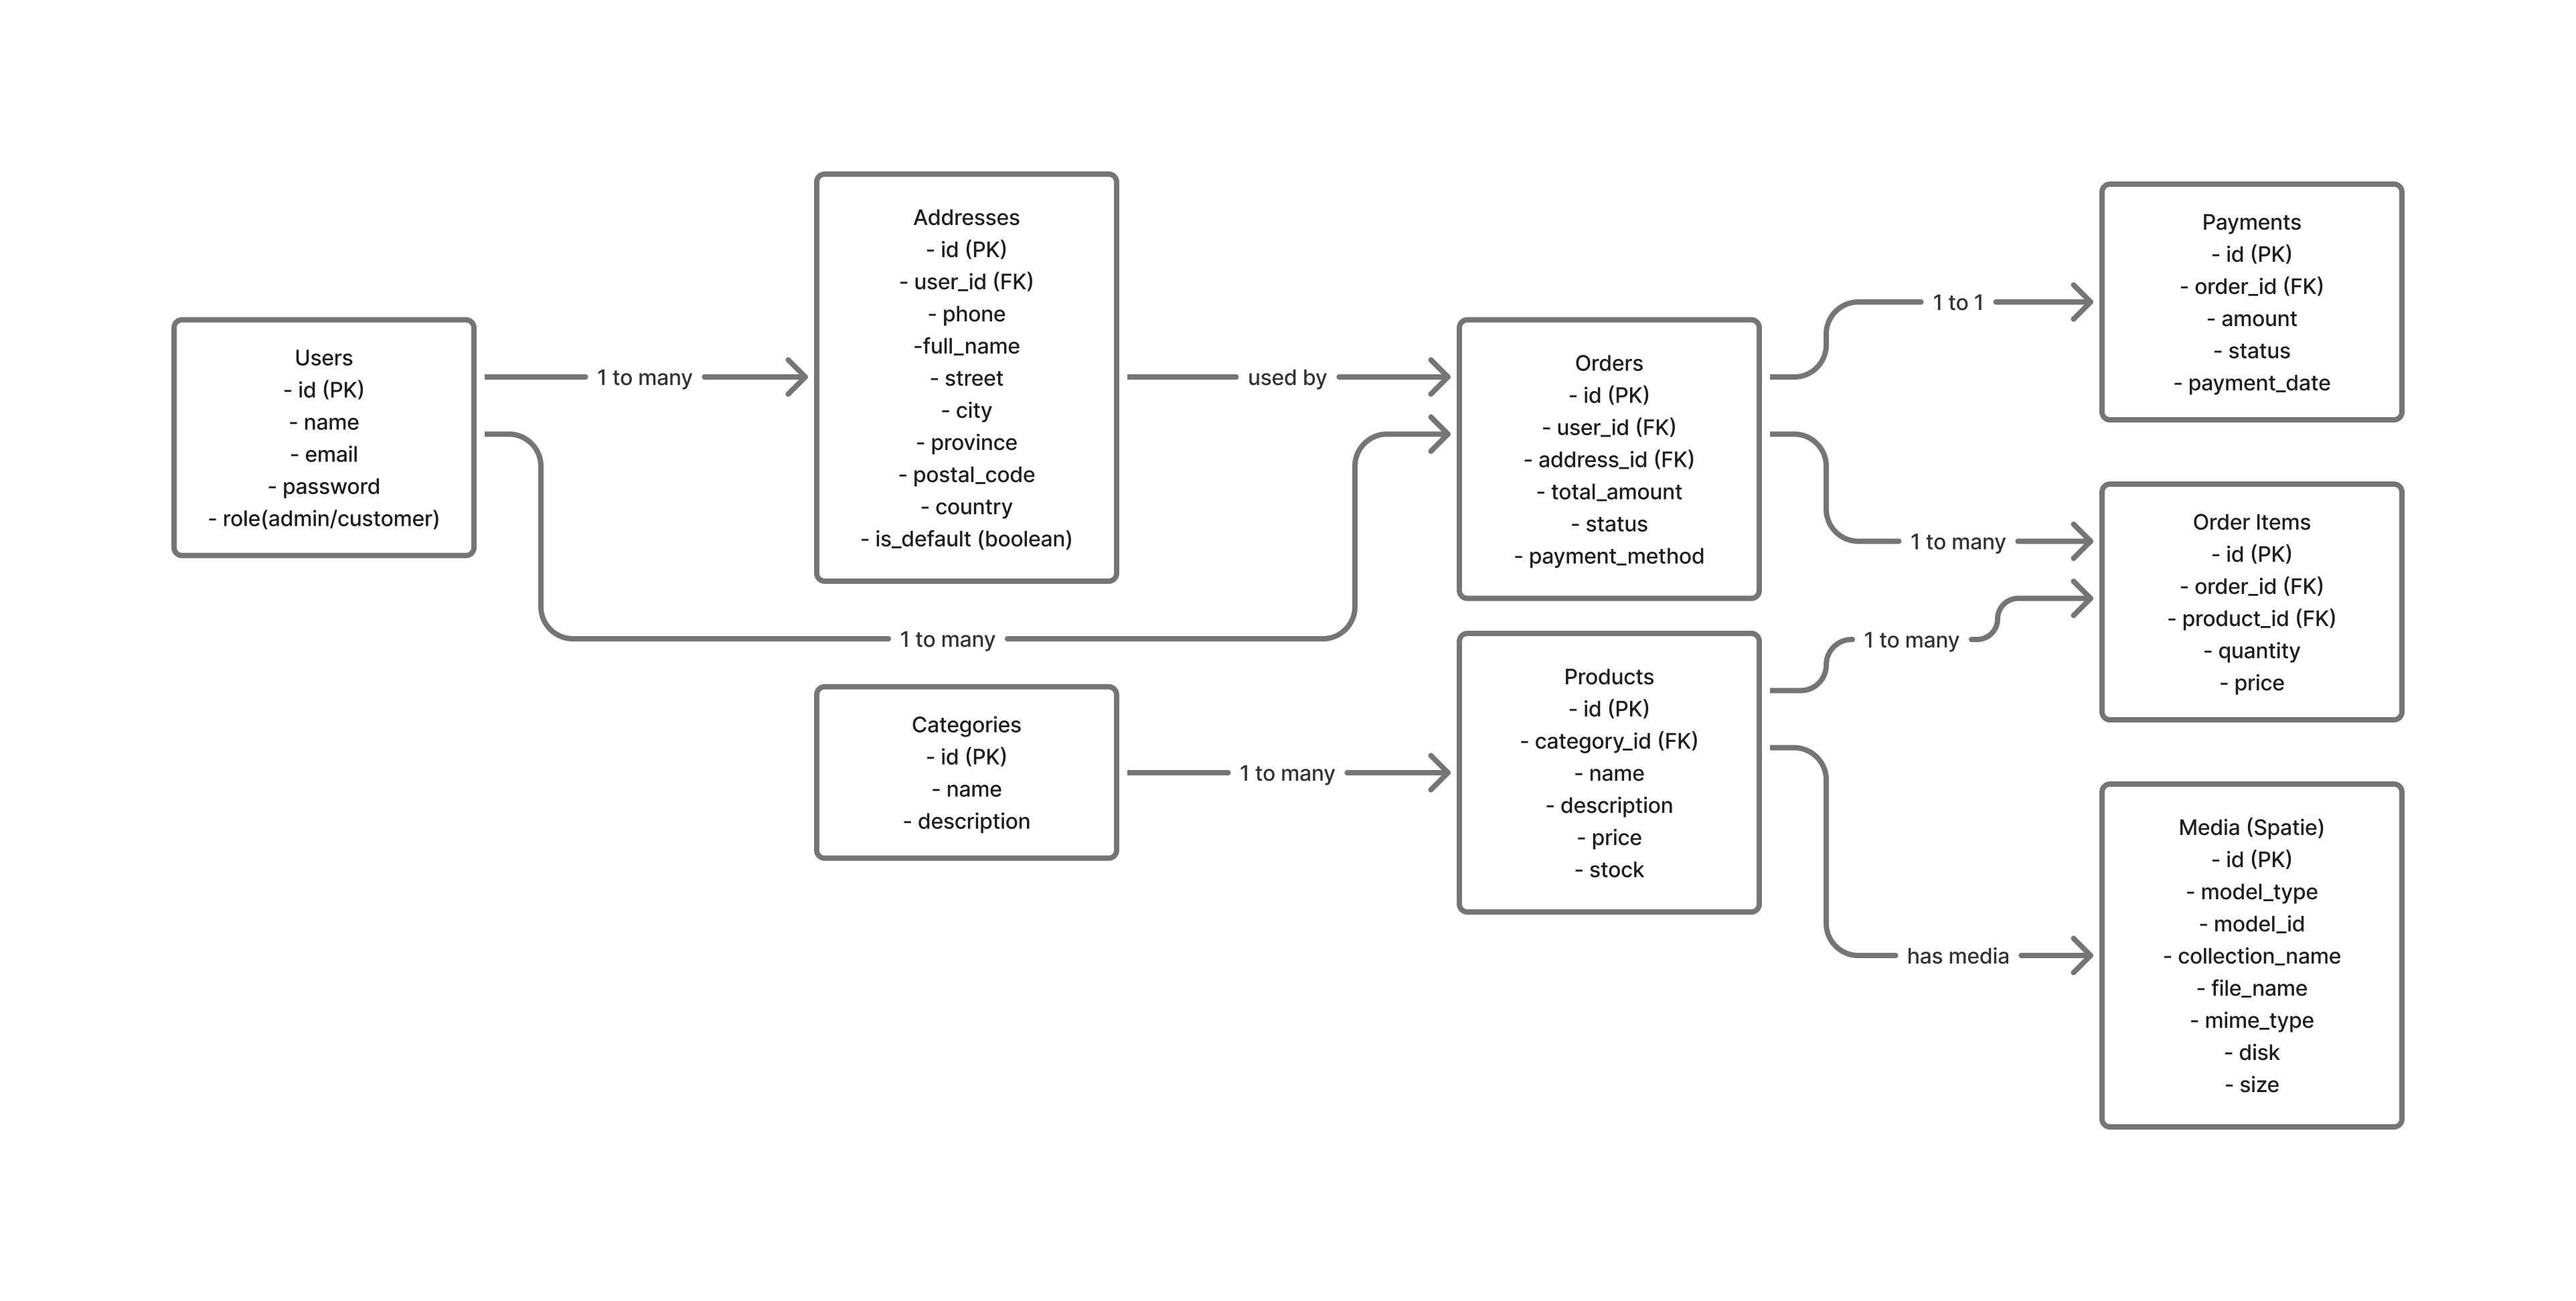 Users
- id (PK)
- name
- email
- password
- role(admin/customer)
1 to many
1 to many
Addresses
- id (PK)
- user_id (FK)
- phone
-full_name
- street
- city
- province
- postal_code
- country
- is_default (boolean)
used by
Categories
- id (PK)
- name
- description
1 to many
Orders
- id (PK)
- user_id (FK)
- address_id (FK)
- total_amount
- status
- payment_method
1 to 1
1 to many
Products
- id (PK)
- category_id (FK)
- name
- description
- price
- stock
1 to many
has media
Payments
- id (PK)
- order_id (FK)
- amount
- status
- payment_date
Order Items
- id (PK)
- order_id (FK)
- product_id (FK)
- quantity
- price
Media (Spatie)
- id (PK)
- model_type
- model_id
- collection_name
- file_name
- mime_type
- disk
- size